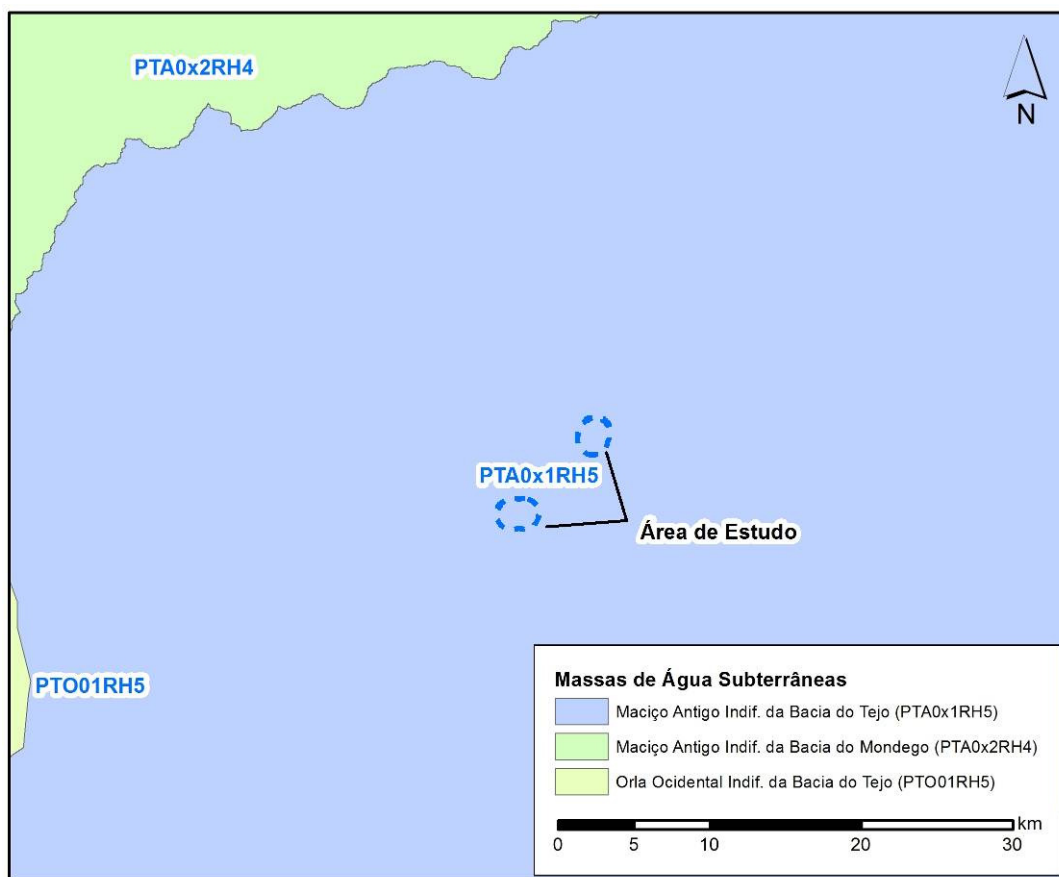 PTA0x2RH4
N
PTA0x1RH5
Área de Estudo
PTO01RH5
Massas de Água Subterrâneas
Maciço Antigo Indif. da Bacia do Tejo (PTA0x1RH5)
Maciço Antigo Indif. da Bacia do Mondego (PTA0x2RH4)
Orla Ocidental Indif. da Bacia do Tejo (PTO01RH5)
km
0 5 10 20 30